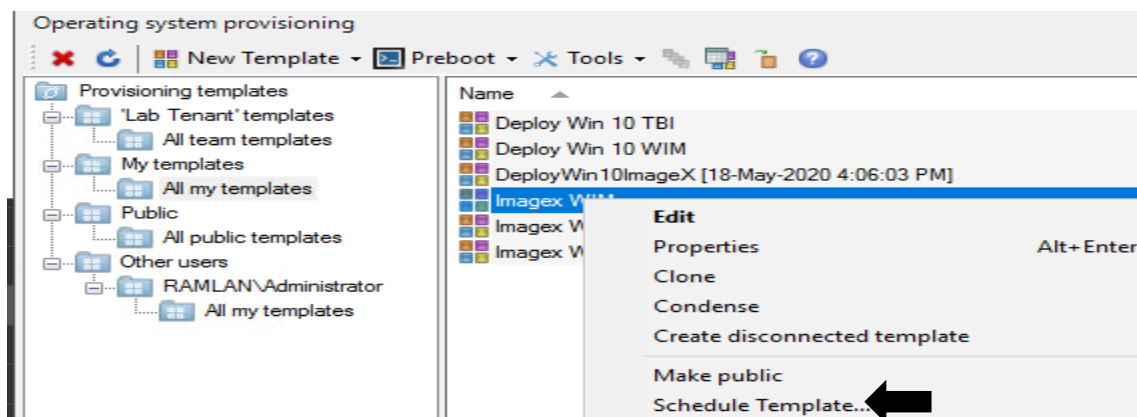 Operating system provisioning
New Template Preboot Tools
Provisioning templates
'Lab Tenant' templates
All team templates
My templates
All my templates
Public
All public templates
Other users
RAMLAN\Administrator
All my templates
Name
Deploy Win 10 TBI
Deploy Win 10 WIM
DeployWin10ImageX [18-May-2020 4:06:03 PM]
Imagex WIM
Imagex W
Imagex W
Edit
Properties Alt+Enter
Clone
Condense
Create disconnected template
Make public
Schedule Template...